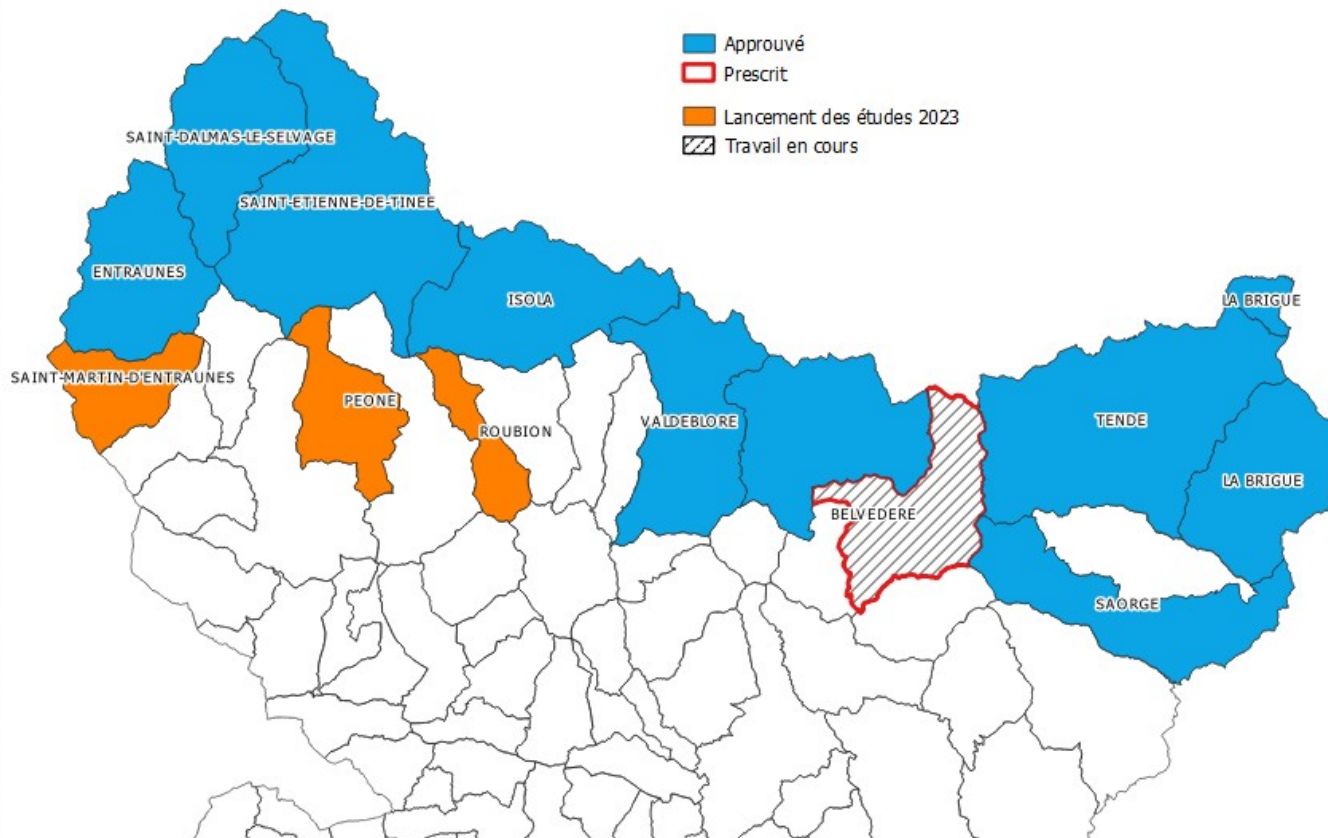 Approuvé
Prescrit
Lancement des études 2023
Travail en cours
SAINT-DALMAS-LE-SELVAGE
SAINT-ETIENNE-DE-TINEE
ENTRAUNES
ISOLA
LA BRIGUE
SAINT-MARTIN-D'ENTRAUNES
PEONE
ROUBION
VALDEBLORE
TENDE
LA BRIGUE
BELVEDERE
SAORGE